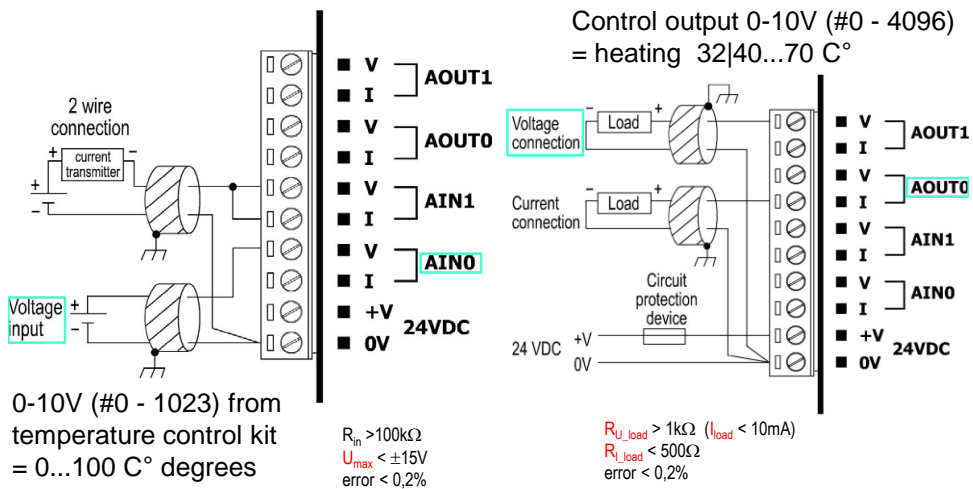 2 wire
connection
+ current –
transmitter
+
–
Voltage
input
+
–
V
I
AOUT1
V
I
AOUT0
V
I
AIN1
V
I
AIN0
+V
0V
24VDC
0-10V (#0 - 1023) from
temperature control kit
= 0...100 C° degrees
Rin >100kΩ
Umax < ±15V
error < 0,2%
Control output 0-10V (#0 - 4096)
= heating 32|40...70 C°
Voltage
connection
– Load +
Current
connection
– Load +
Circuit
protection
device
24 VDC
+V
0V
V
I
AOUT1
V
I
AOUT0
V
I
AIN1
V
I
AIN0
+V
0V
24VDC
RU_load > 1kΩ (Iload < 10mA)
RI_load < 500Ω
error < 0,2%